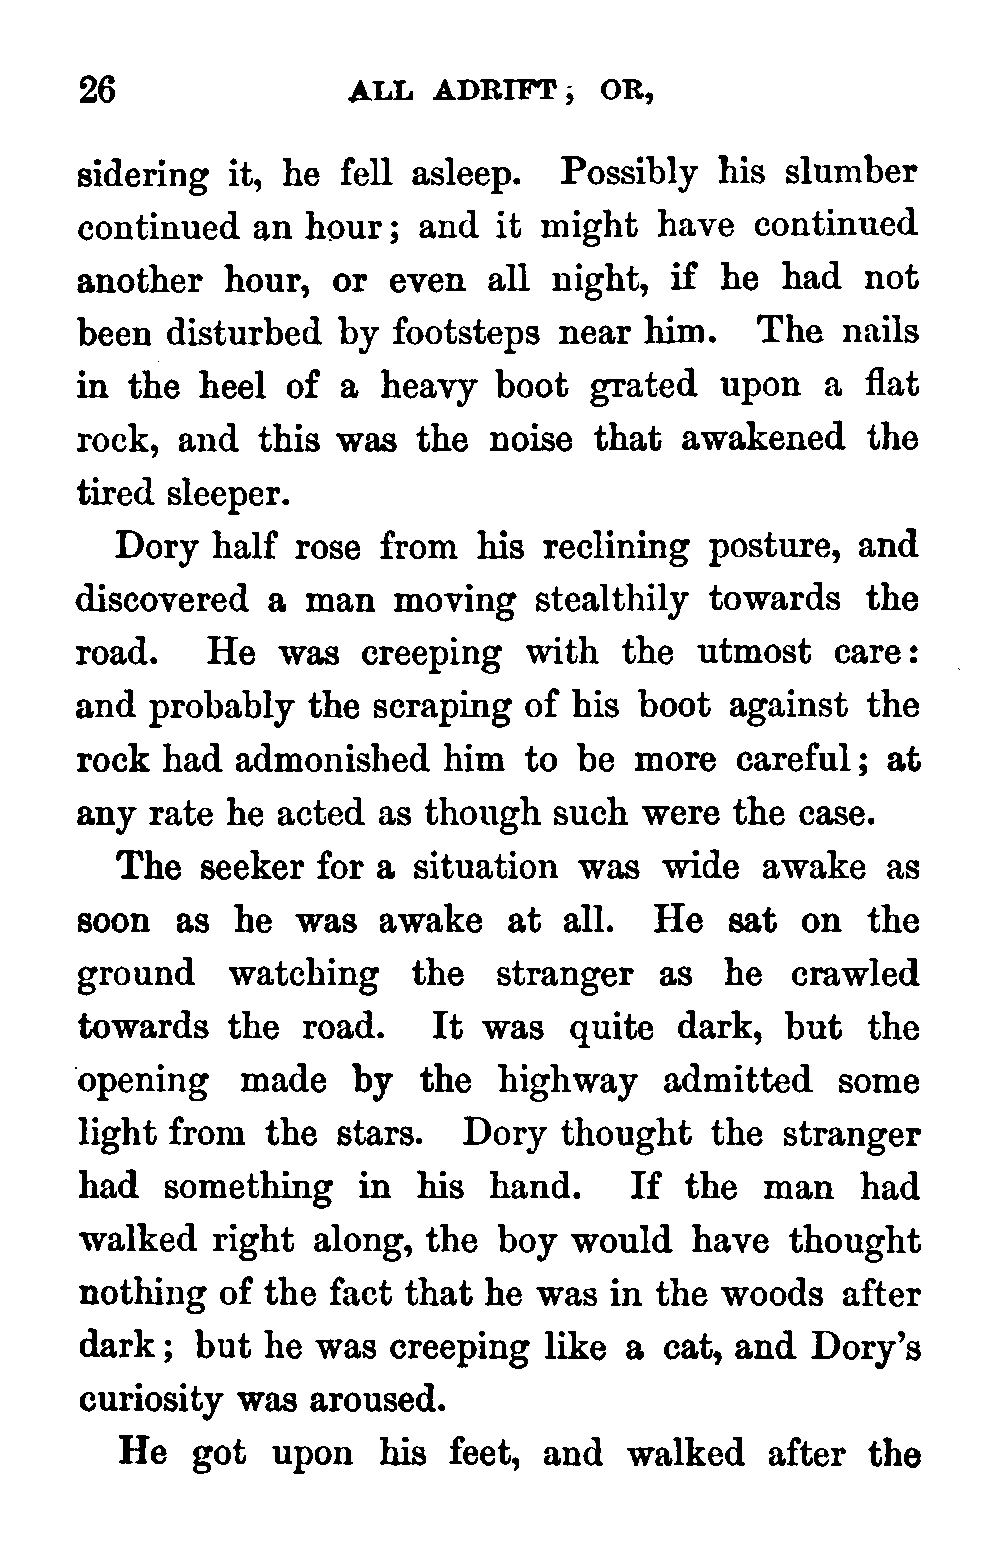 26 ALL ADRIFT; OR,
sidering it, he fell asleep. Possibly his slumber
continued an hour; and it might have continued
another hour, or even all night, if he had not
been disturbed by footsteps near him. The nails
in the heel of a heavy boot grated upon a flat
rock, and this was the noise that awakened the
tired sleeper.
Dory half rose from his reclining posture, and
discovered a man moving stealthily towards the
road. He was creeping with the utmost care:
and probably the scraping of his boot against the
rock had admonished him to be more careful; at
any rate he acted as though such were the case.
The seeker for a situation was wide awake as
soon as he was awake at all. He sat on the
ground watching the stranger as he crawled
towards the road. It was quite dark, but the
opening made by the highway admitted some
light from the stars. Dory thought the stranger
had something in his hand. If the man had
walked right along, the boy would have thought
nothing of the fact that he was in the woods after
dark; but he was creeping like a cat, and Dory's
curiosity was aroused.
He got upon his feet, and walked after the